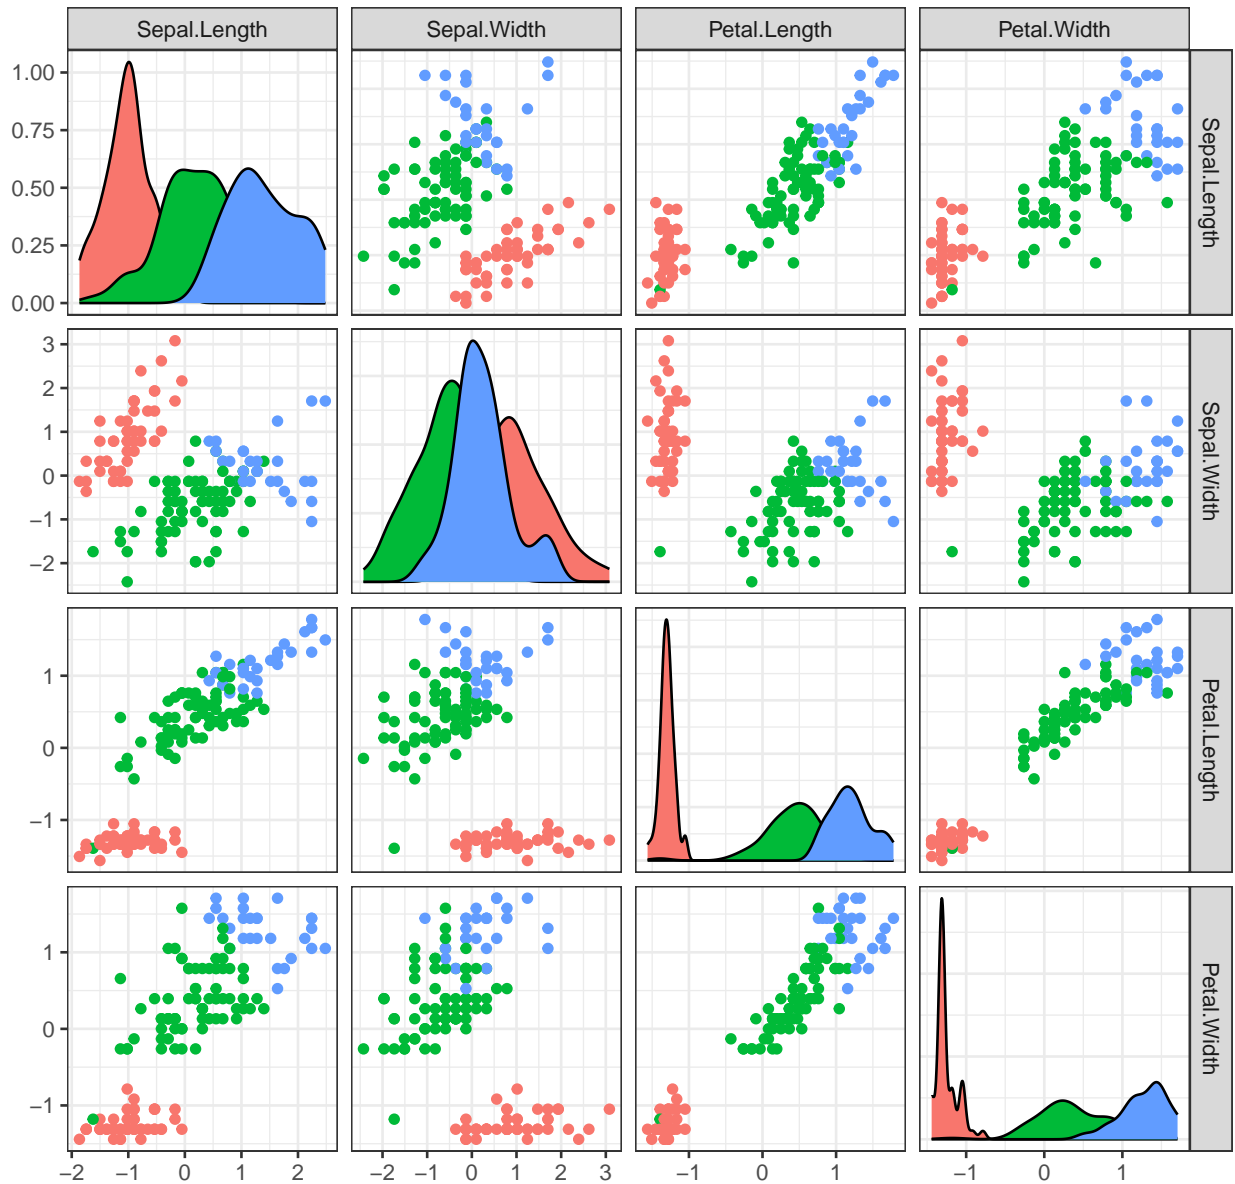 Sepal.Length Sepal.Width Petal.Length Petal.Width
1.00
0.75
0.50
0.25
0.00
Sepal.Length
3
2
1
0
−1
−2
Sepal.Width
1
0
−1
Petal.Length
1
0
−1
Petal.Width
−2 −1 0 1 2 −2 −1 0 1 2 3 −1 0 1 −1 0 1